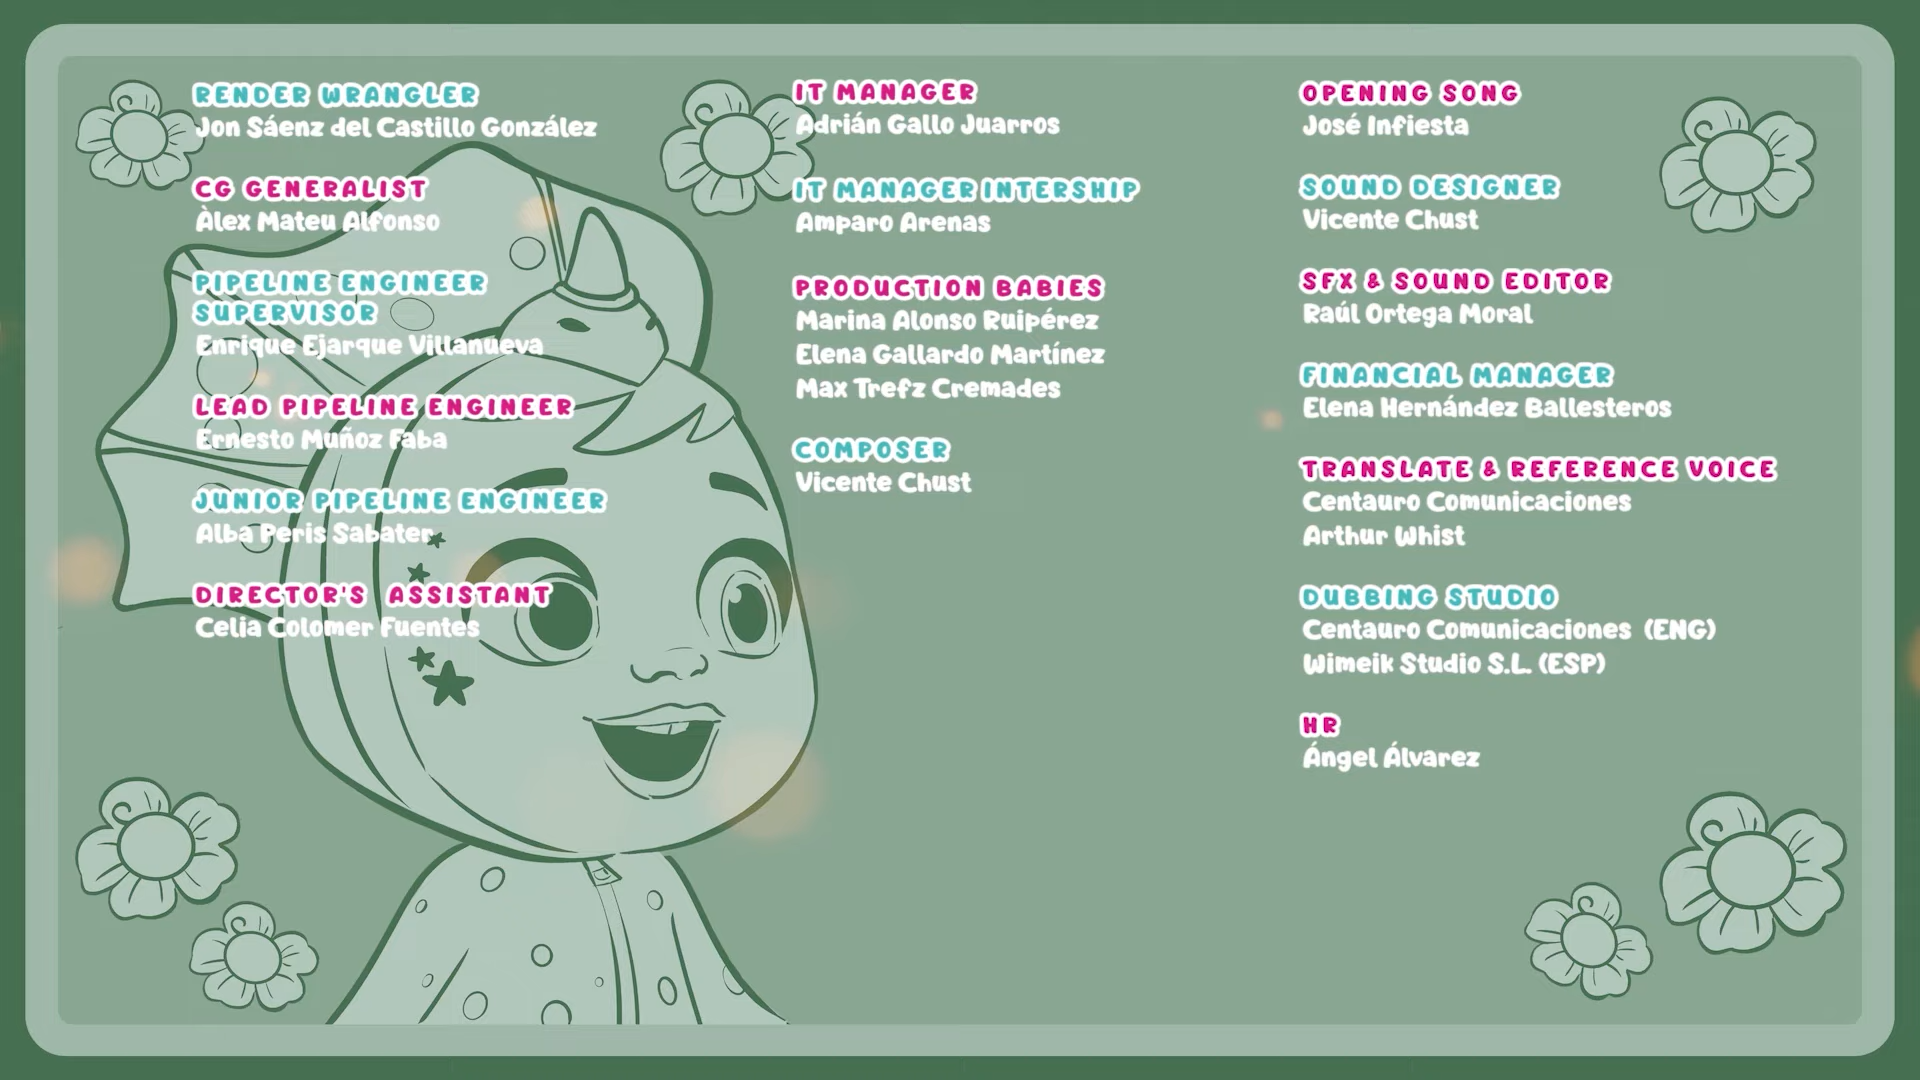 RENDER WRANGLER
Jon Sáenz del Castillo González
CG GENERALIST
Àlex Mateu Alfonso
PIPELINE ENGINEER
SUPERVISOR
Enrique Ejarque Villanueva
LEAD PIPELINE ENGINEER
Ernesto Muñoz Faba
JUNIOR PIPELINE ENGINEER
Alba Peris Sabater
DIRECTOR'S ASSISTANT
Celia Colomer Fuentes
IT MANAGER
Adrián Gallo Juarros
IT MANAGER INTERSHIP
Amparo Arenas
PRODUCTION BABIES
Marina Alonso Ruipérez
Elena Gallardo Martínez
Max Trefz Cremades
COMPOSER
Vicente Chust
OPENING SONG
José Infiesta
SOUND DESIGNER
Vicente Chust
SFX & SOUND EDITOR
Raúl Ortega Moral
FINANCIAL MANAGER
Elena Hernández Ballesteros
TRANSLATE & REFERENCE VOICE
Centauro Comunicaciones
Arthur Whist
DUBBING STUDIO
Centauro Comunicaciones (ENG)
Wimeik Studio S.L. (ESP)
HR
Ángel Álvarez